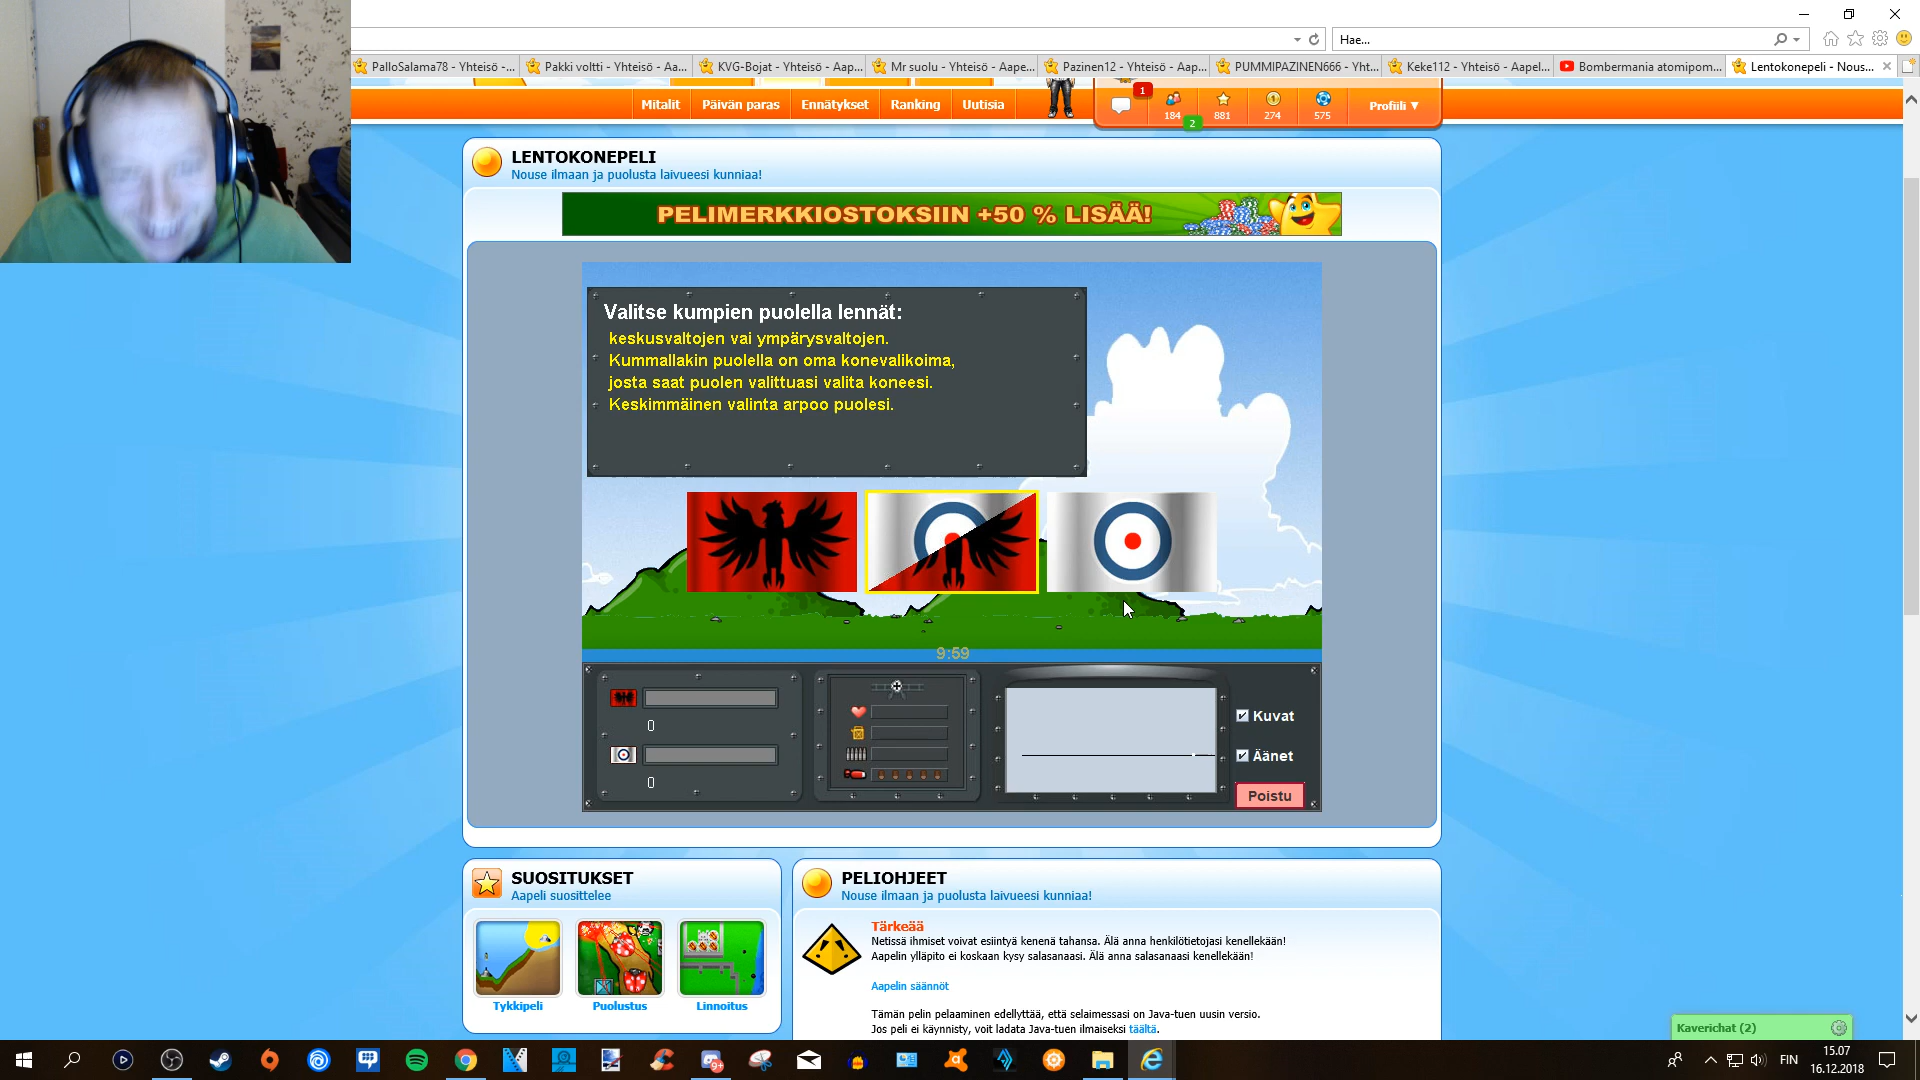 Hae...
PalloSalama78 - Yhteisö -...
Pakki voltti - Yhteisö - Aa...
KVG-Bojat - Yhteisö - Aap...
Mr suolu - Yhteisö - Aape...
Pazinen12 - Yhteisö - Aap...
PUMMIPAZINEN666 - Yht...
Keke112 - Yhteisö - Aapel...
Bombermania atomipom...
Lentokonepeli - Nous...
Mitalit
Päivän paras
Ennätykset
Ranking
Uutisia
1
184
2
881
274
575
Profiili ▼
LENTOKONEPELI
Nouse ilmaan ja puolusta laivueesi kunniaa!
PELIMERKKIOSTOKSIIN +50 % LISÄÄ!
Valitse kumpien puolella lennät:
keskusvaltojen vai ympärysvaltojen.
Kummallakin puolella on oma konevalikoima,
josta saat puolen valittuasi valita koneesi.
Keskimmäinen valinta arpoo puolesi.
9:59
0
0
Kuvat
Äänet
Poistu
SUOSITUKSET
Aapeli suosittelee
Tykkipeli
Puolustus
Linnoitus
PELIOHJEET
Nouse ilmaan ja puolusta laivueesi kunniaa!
Tärkeää
Netissä ihmiset voivat esiintyä kenenä tahansa. Älä anna henkilötietojasi kenellekään!
Aapelin ylläpito ei koskaan kysy salasanaasi. Älä anna salasanaasi kenellekään!
Aapelin säännöt
Tämän pelin pelaaminen edellyttää, että selaimessasi on Java-tuen uusin versio.
Jos peli ei käynnisty, voit ladata Java-tuen ilmaiseksi täältä.
Kaverichat (2)
9+
FIN
15.07
16.12.2018